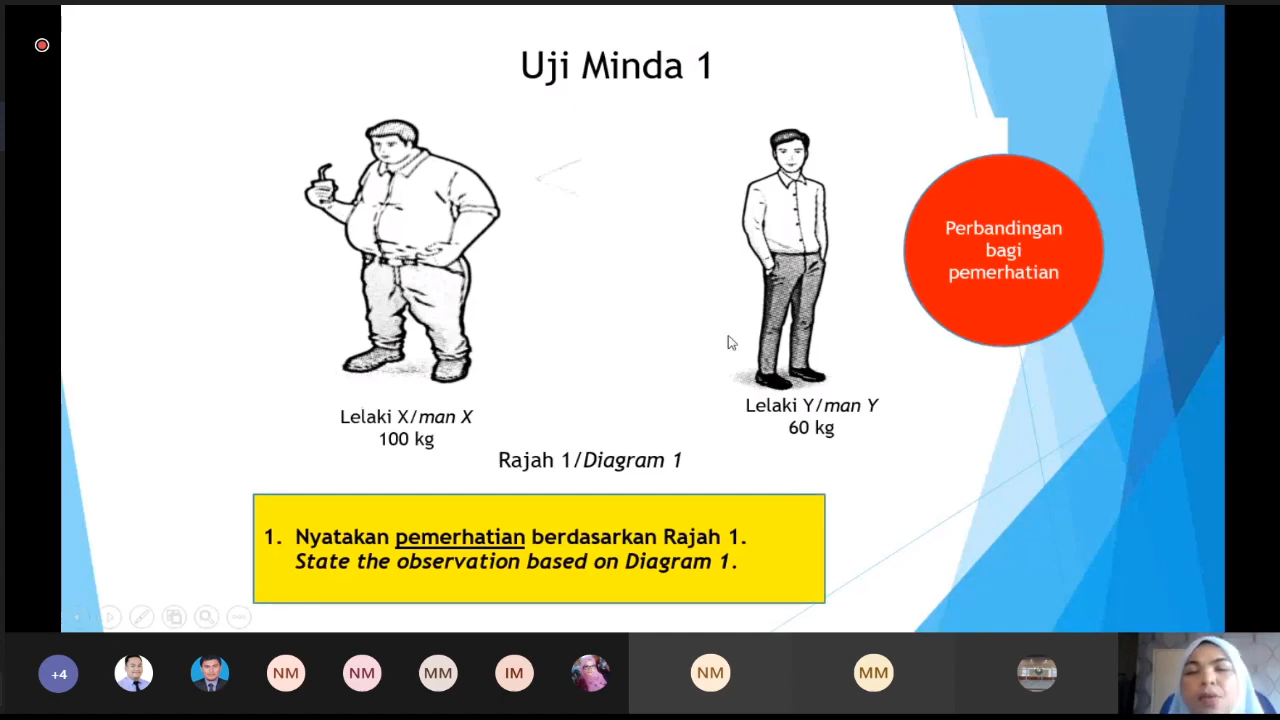 Uji Minda 1
Perbandingan
bagi
pemerhatian
Lelaki X/man X
100 kg
Lelaki Y/man Y
60 kg
Rajah 1/Diagram 1
1. Nyatakan pemerhatian berdasarkan Rajah 1.
State the observation based on Diagram 1.
+4
NM
NM
MM
IM
NM
MM